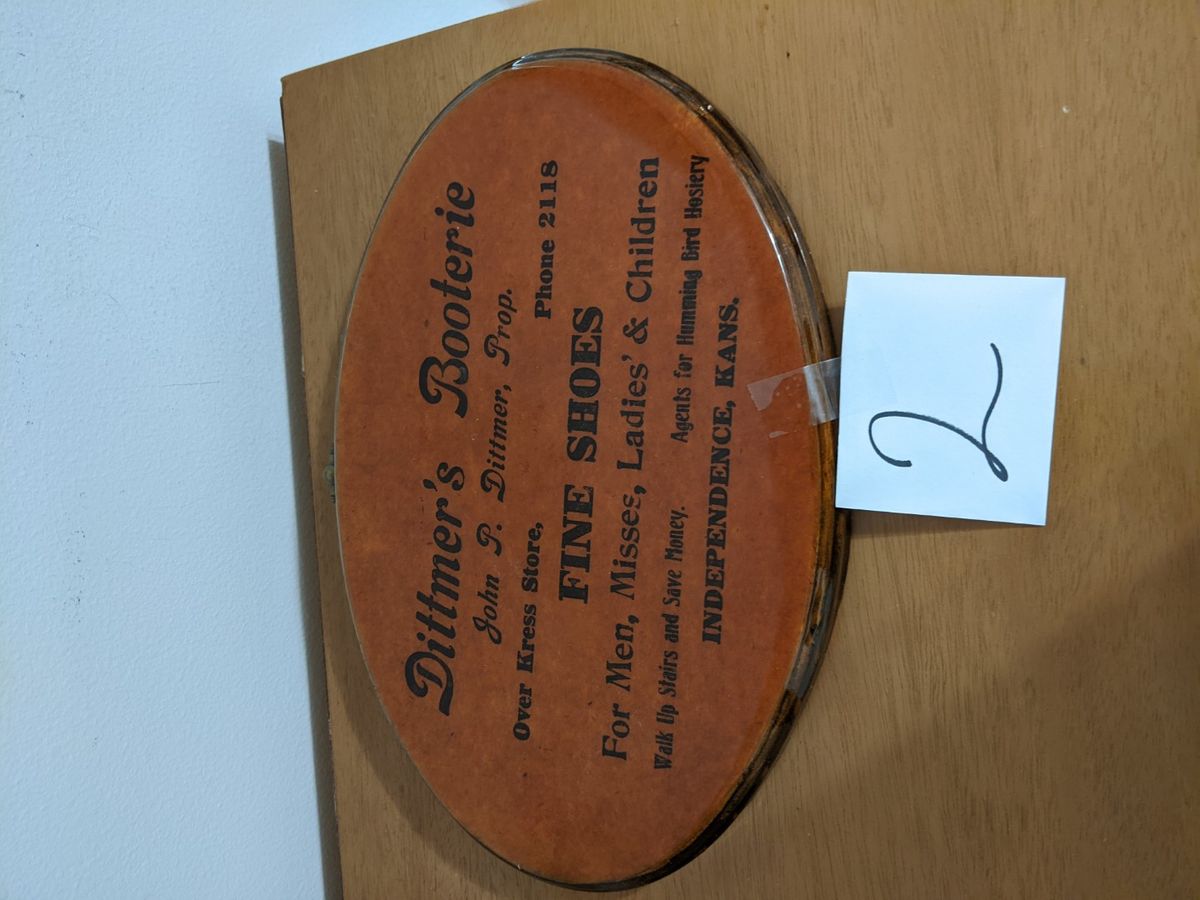 Dittmer's Booterie
John P. Dittmer, Prop.
Over Kress Store, Phone 2118
FINE SHOES
For Men, Misses, Ladies' & Children
Walk Up Stairs and Save Money. Agents for Humming Bird Hosiery
INDEPENDENCE, KANS.
2